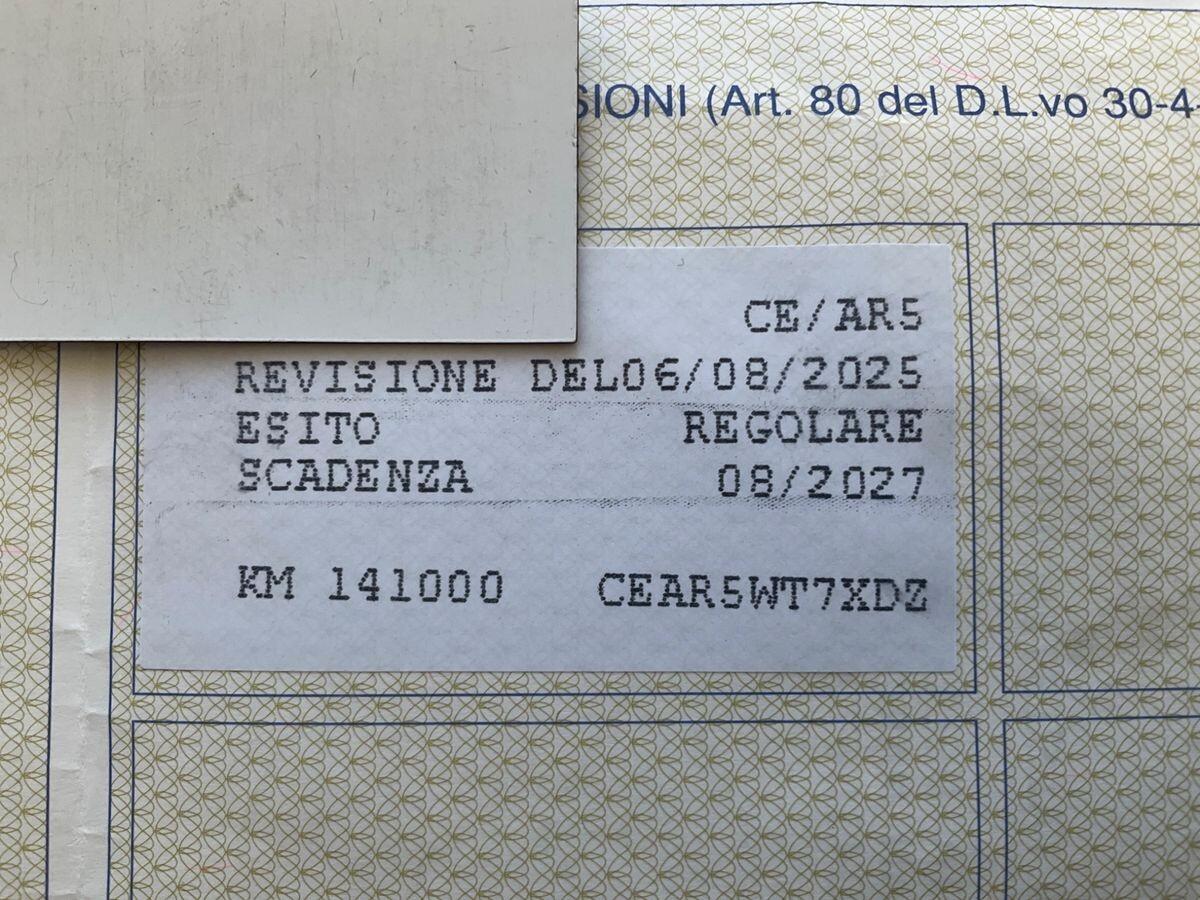 SIONI (Art. 80 del D.L.vo 30-4-
CE/AR5
REVISIONE DEL06/08/2025
ESITO REGOLARE
SCADENZA 08/2027
KM 141000 CEAR5WT7XDZ